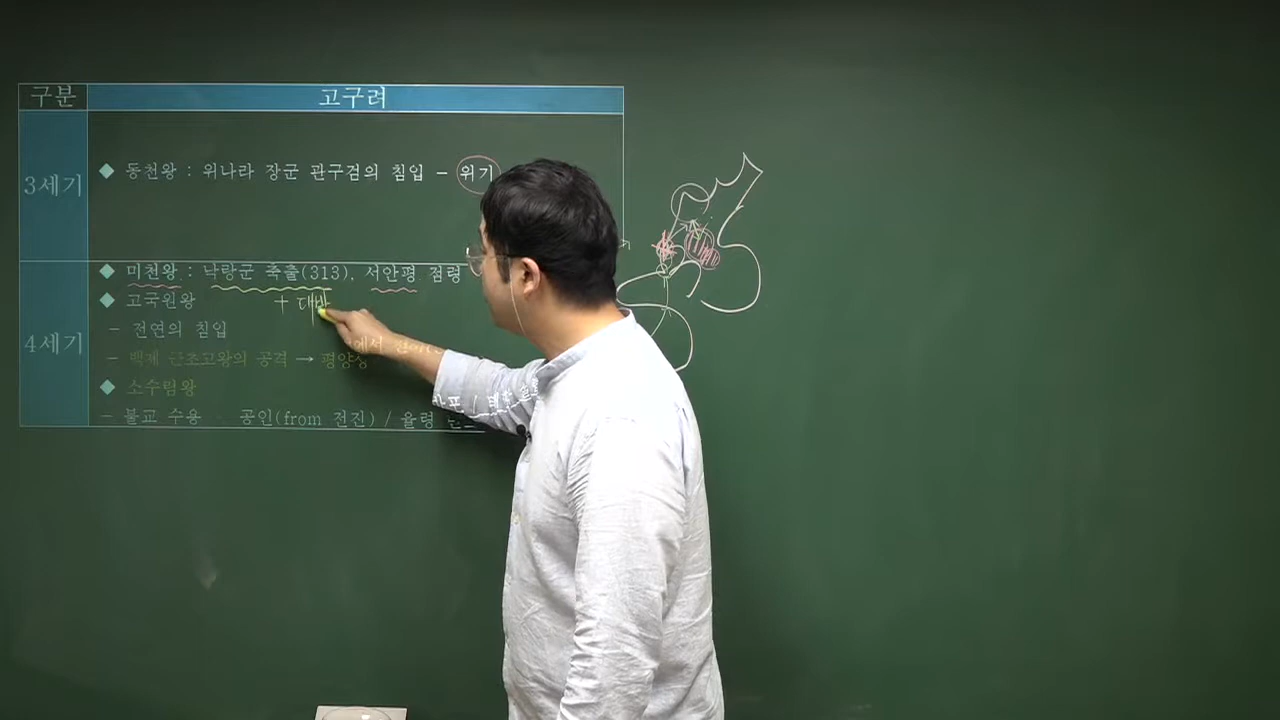 구분 고구려
3세기
◆ 동천왕 : 위나라 장군 관구검의 침입 - 위기
4세기
◆ 미천왕 : 낙랑군 축출(313), 서안평 점령
◆ 고국원왕 + 대방
- 전연의 침입
- 백제 근초고왕의 공격 → 평양성에서 전
◆ 소수림왕
- 불교 수용 공인(from 전진) / 율령